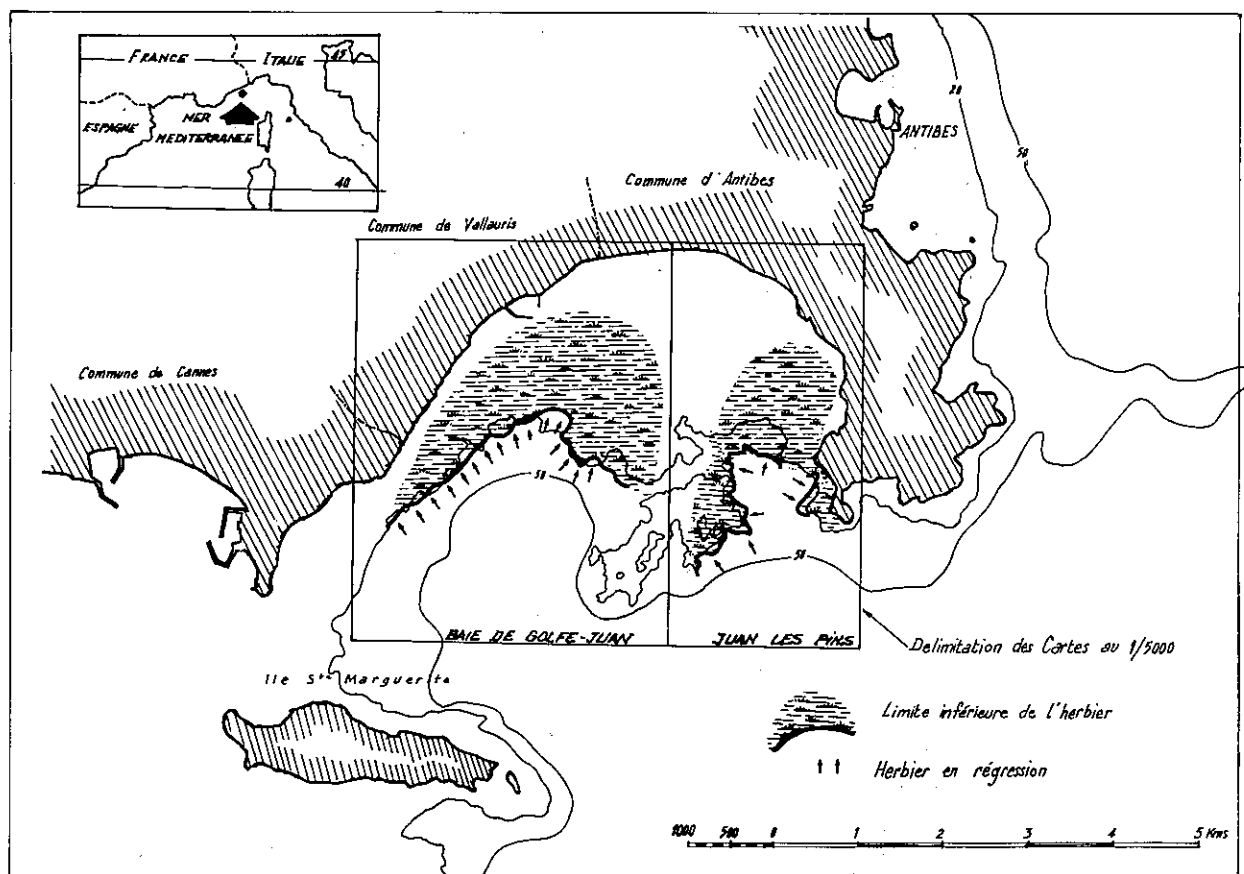 FRANCE ITALIE 45
ESPAGNE
MER
MEDITERRANEE
40
ANTIBES
20
50
Commune d'Antibes
Commune de Vallauris
Commune de Cannes
50
50
BAIE DE GOLFE-JUAN
JUAN LES PINS
Délimitation des Cartes au 1/5000
Ile Ste Marguerite
Limite inférieure de l'herbier
Herbier en régression
1000 500 0 1 2 3 4 5 Kms